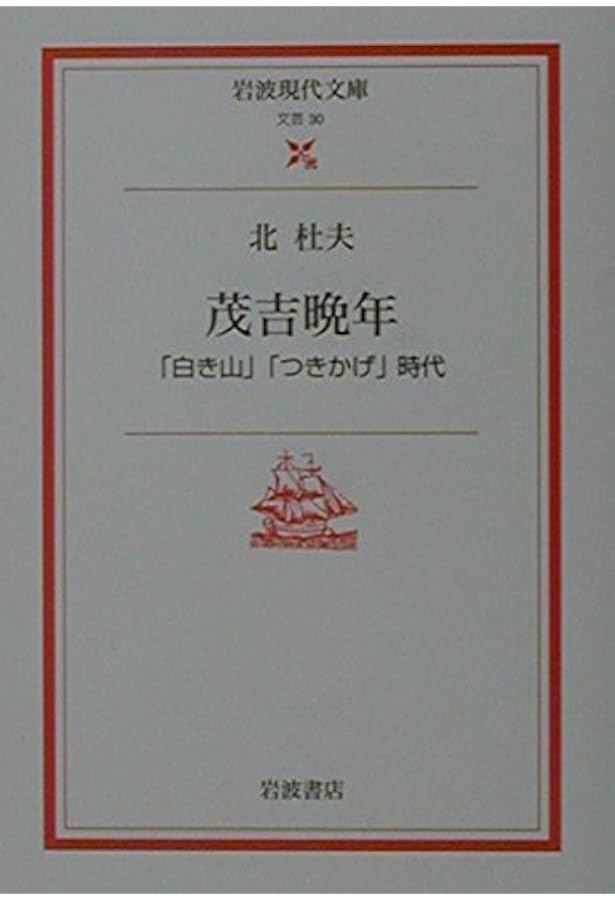 岩波現代文庫
文芸 30
北 杜夫
茂吉晩年
「白き山」「つきかげ」時代
岩波書店